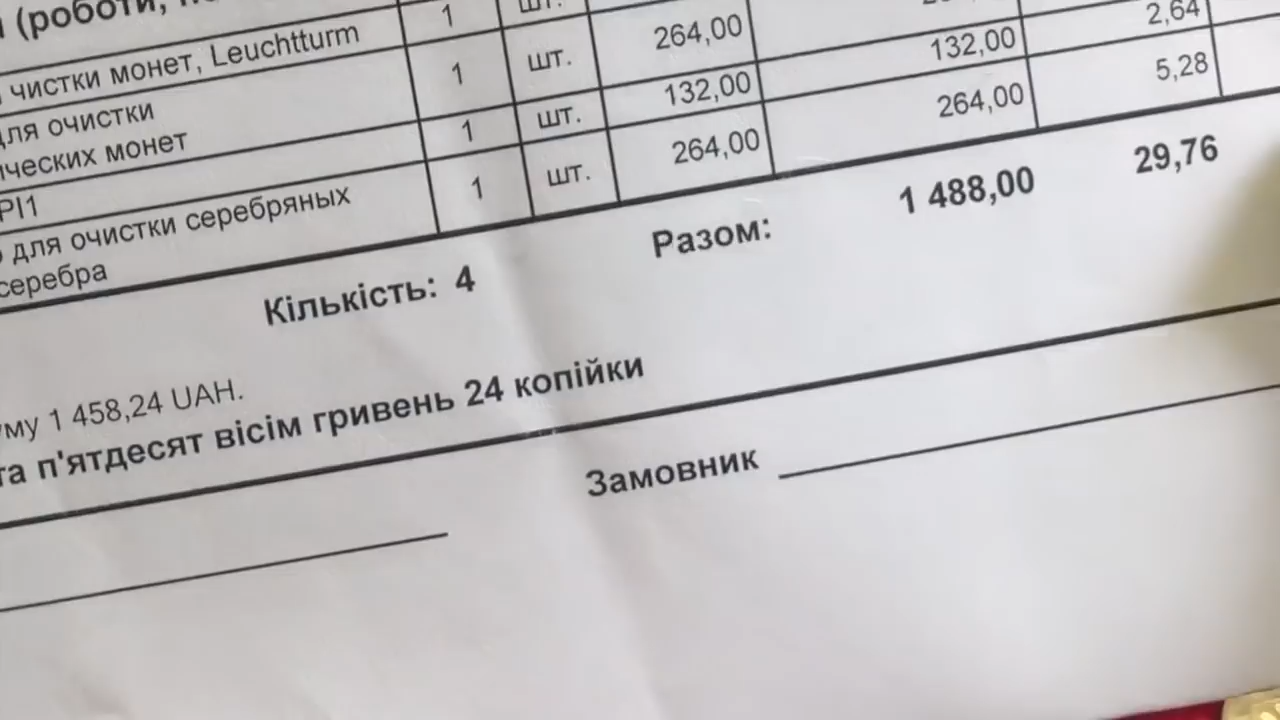 (роботи,
1 шт.
чистки монет, Leuchtturm 1 шт. 264,00 132,00 2,64
для очистки
ических монет 1 шт. 132,00 264,00 5,28
PI1
для очистки серебряных 1 шт. 264,00
серебра
Кількість: 4 Разом: 1 488,00 29,76
уму 1 458,24 UAH.
та п'ятдесят вісім гривень 24 копійки
Замовник